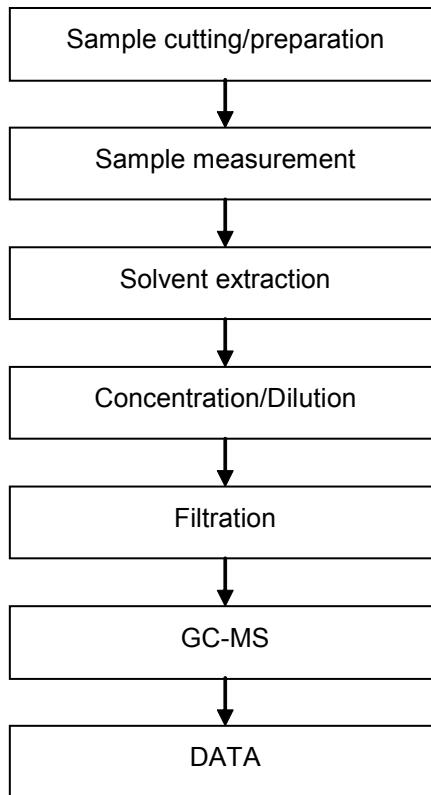 Sample cutting/preparation
Sample measurement
Solvent extraction
Concentration/Dilution
Filtration
GC-MS
DATA